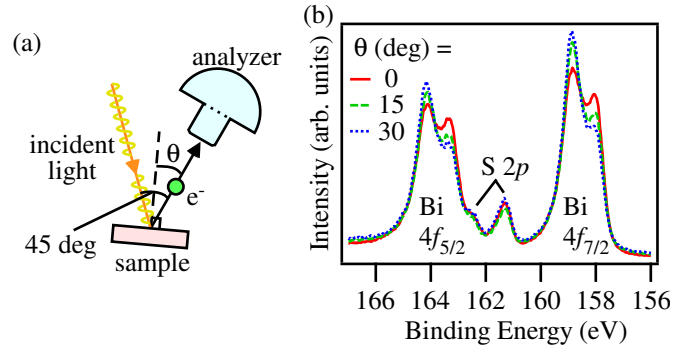 (a)
analyzer
incident
light
θ
e-
45 deg
sample
(b)
Intensity (arb. units)
θ (deg) =
0
15
30
S 2p
Bi
4f5/2
Bi
4f7/2
166 164 162 160 158 156
Binding Energy (eV)